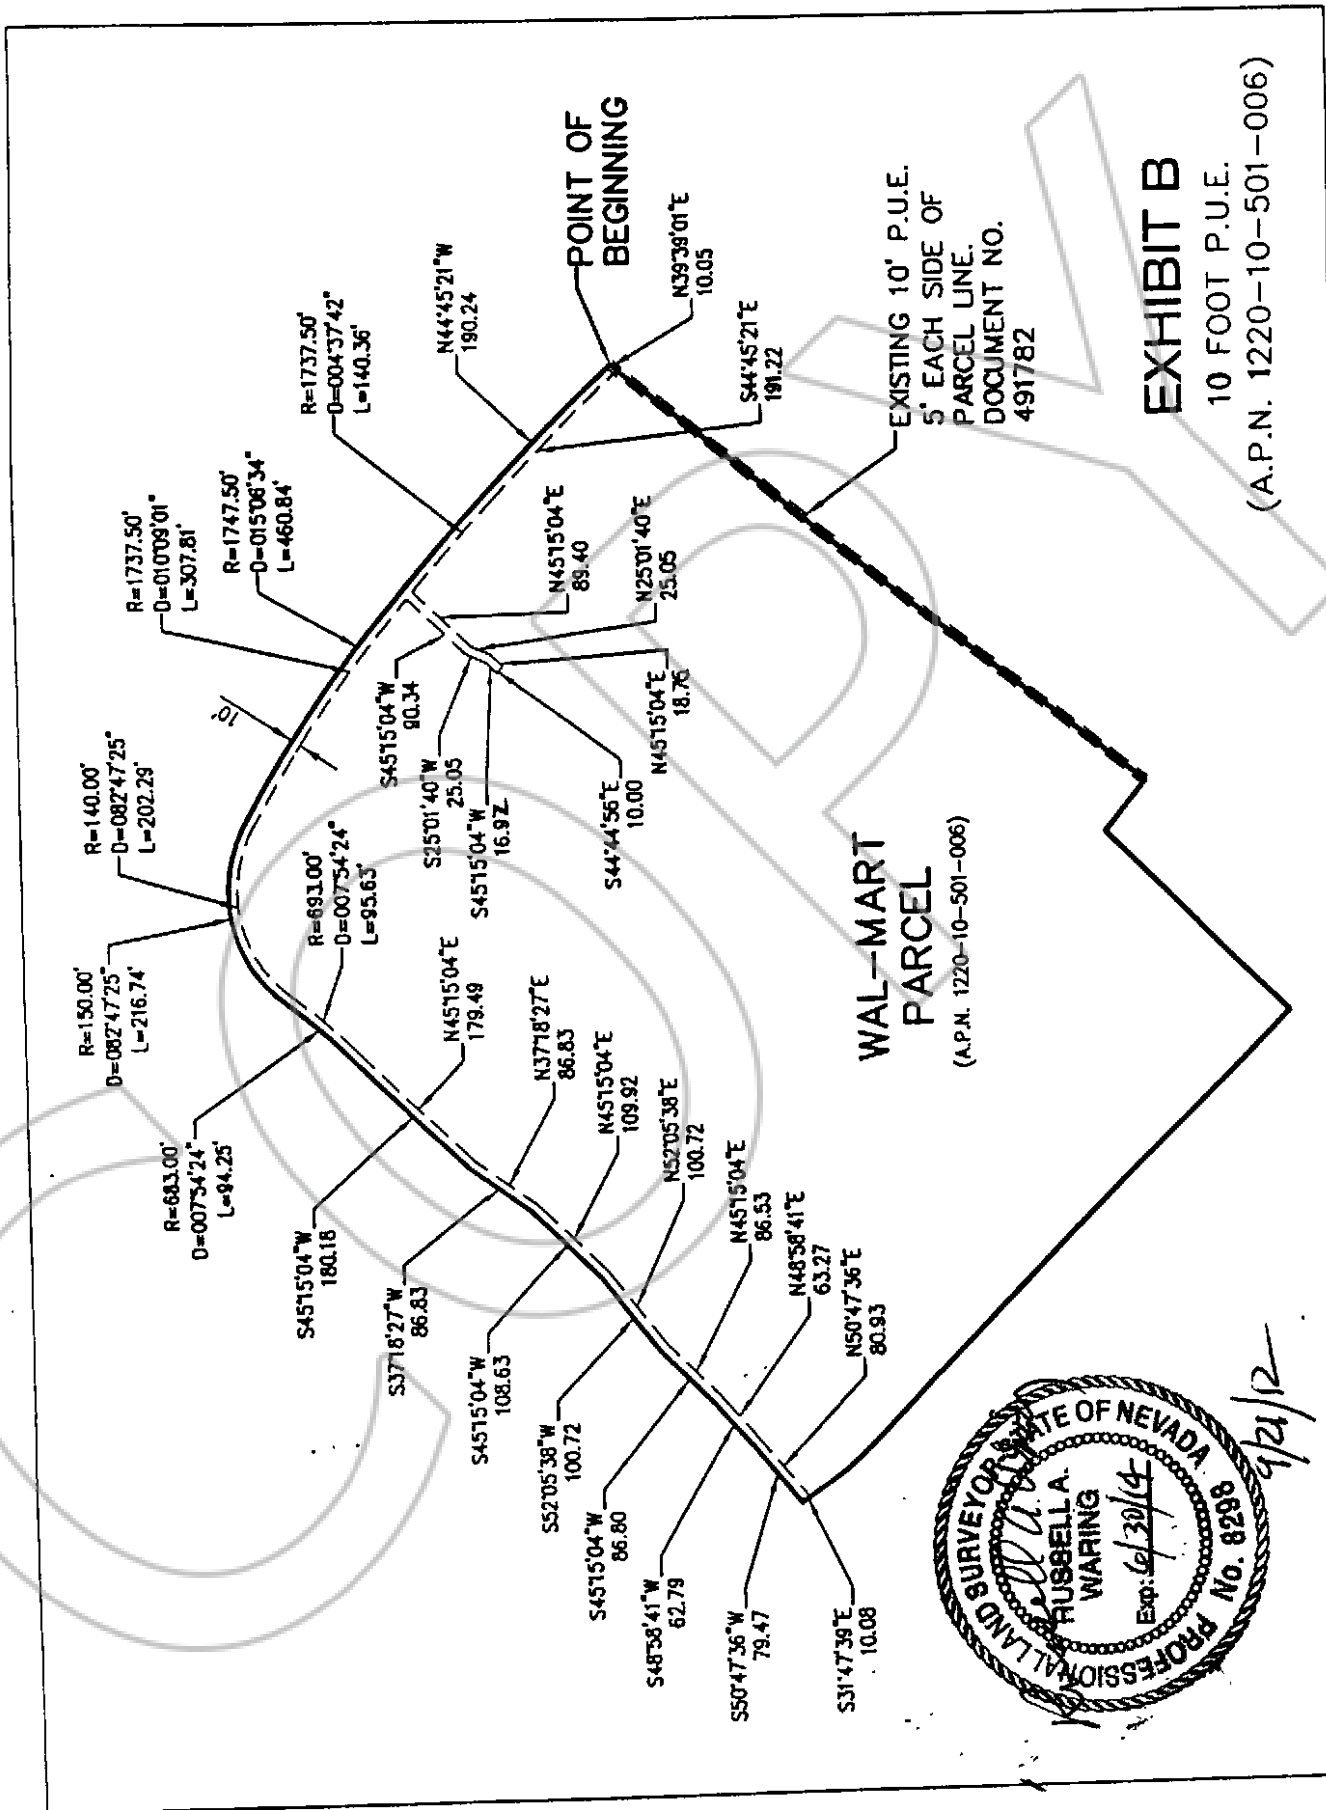 R=1737.50'
D=010°09'01"
L=307.81'
R=1747.50'
D=015°06'34"
L=460.84'
R=1737.50'
D=004°37'42"
L=140.36'
N44°45'21"W
190.24
POINT OF
BEGINNING
N39°39'01"E
10.05
S44°45'21"E
191.22
EXISTING 10' P.U.E.
5' EACH SIDE OF
PARCEL LINE.
DOCUMENT NO.
491782
R=140.00'
D=082°47'25"
L=202.29'
10'
N45°15'04"E
89.40
N25°01'40"E
25.05
N45°15'04"E
18.76
S45°15'04"W
90.34
S25°01'40"W
25.05
S45°15'04"W
16.97
S44°44'56"E
10.00
R=150.00'
D=082°47'25"
L=216.74'
R=693.00'
D=007°54'24"
L=95.63'
R=683.00'
D=007°54'24"
L=94.25'
N45°15'04"E
179.49
N37°18'27"E
86.83
N45°15'04"E
109.92
N52°05'38"E
100.72
N45°15'04"E
86.53
N48°58'41"E
63.27
N50°47'36"E
80.93
S45°15'04"W
180.18
S37°18'27"W
86.83
S45°15'04"W
108.63
S52°05'38"W
100.72
S45°15'04"W
86.80
S48°58'41"W
62.79
S50°47'36"W
79.47
S31°47'39"E
10.08
WAL-MART
PARCEL
(A.P.N. 1220-10-501-006)
EXHIBIT B
10 FOOT P.U.E.
(A.P.N. 1220-10-501-006)
PROFESSIONAL LAND SURVEYOR
STATE OF NEVADA
RUSSELL A.
WARING
Exp: 6/30/14
No. 8298
9/21/12
COPY